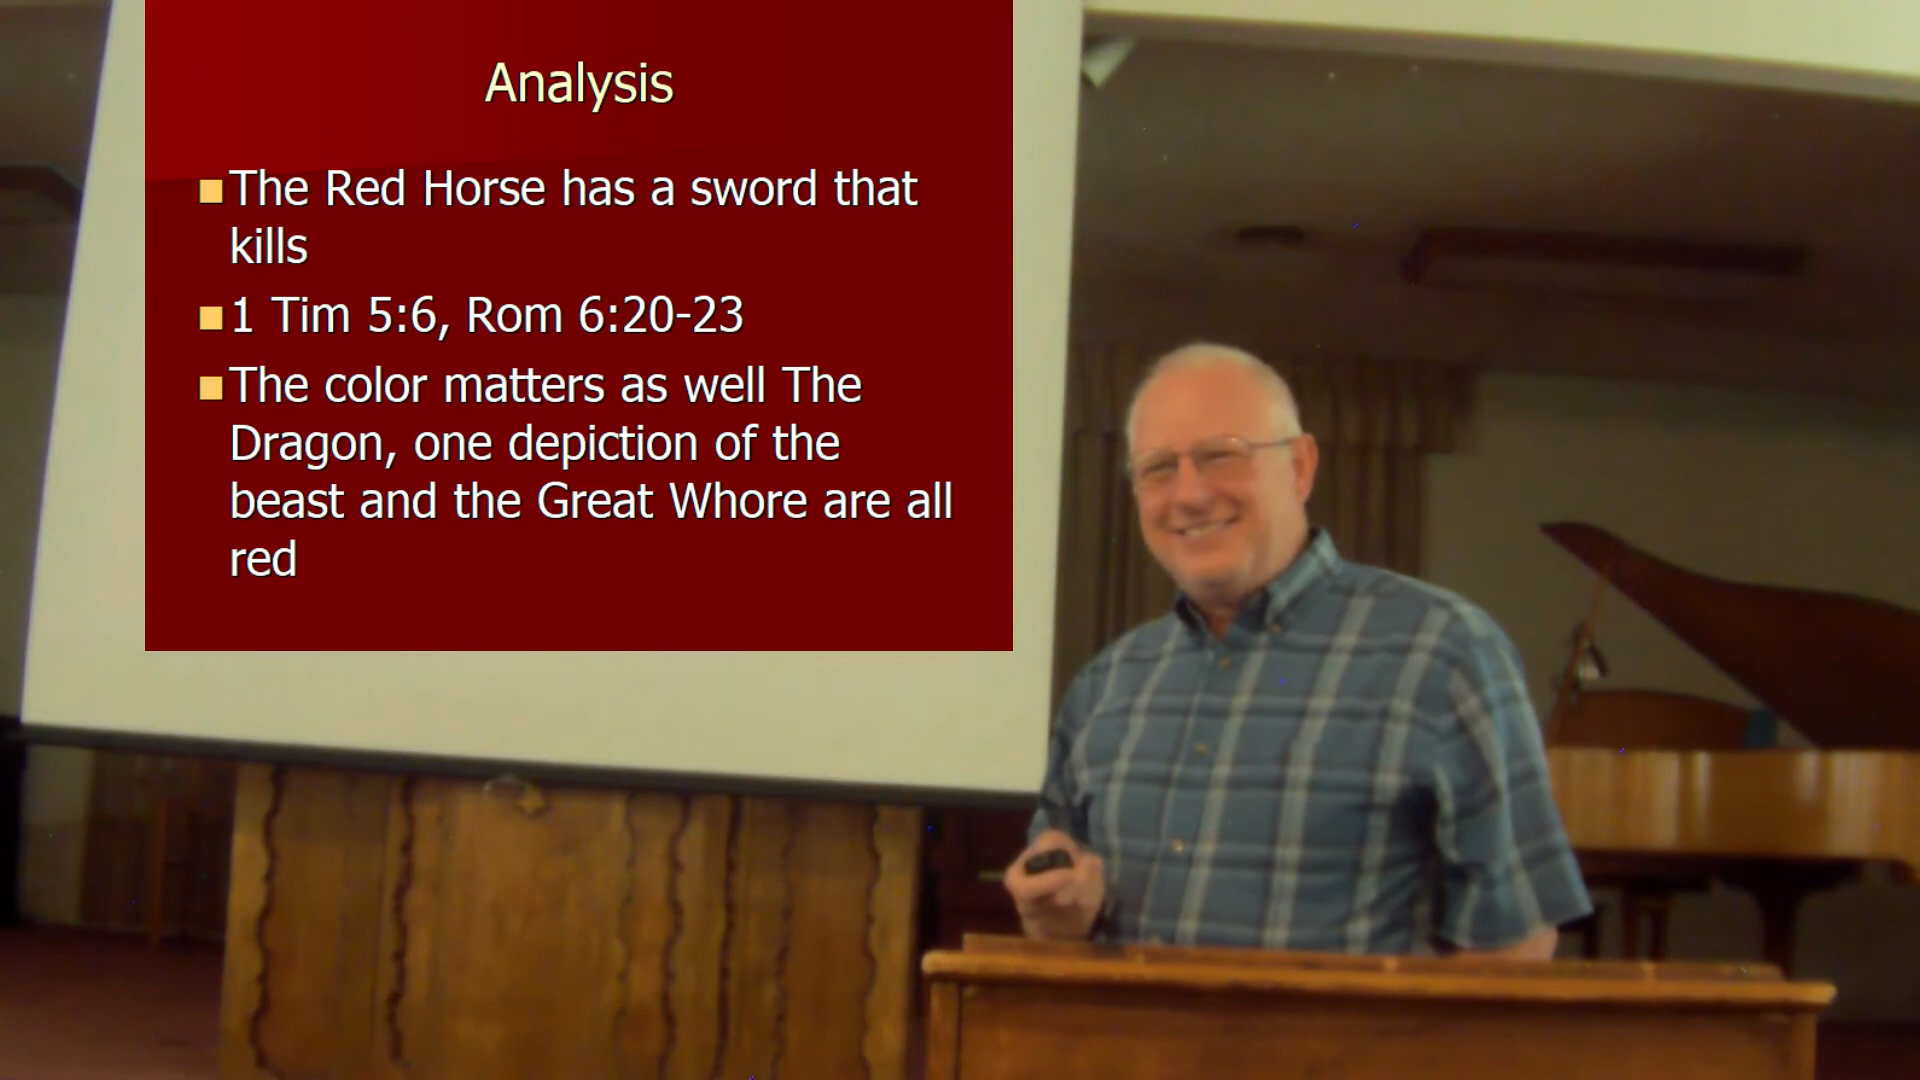 Analysis
The Red Horse has a sword that
kills
1 Tim 5:6, Rom 6:20-23
The color matters as well The
Dragon, one depiction of the
beast and the Great Whore are all
red